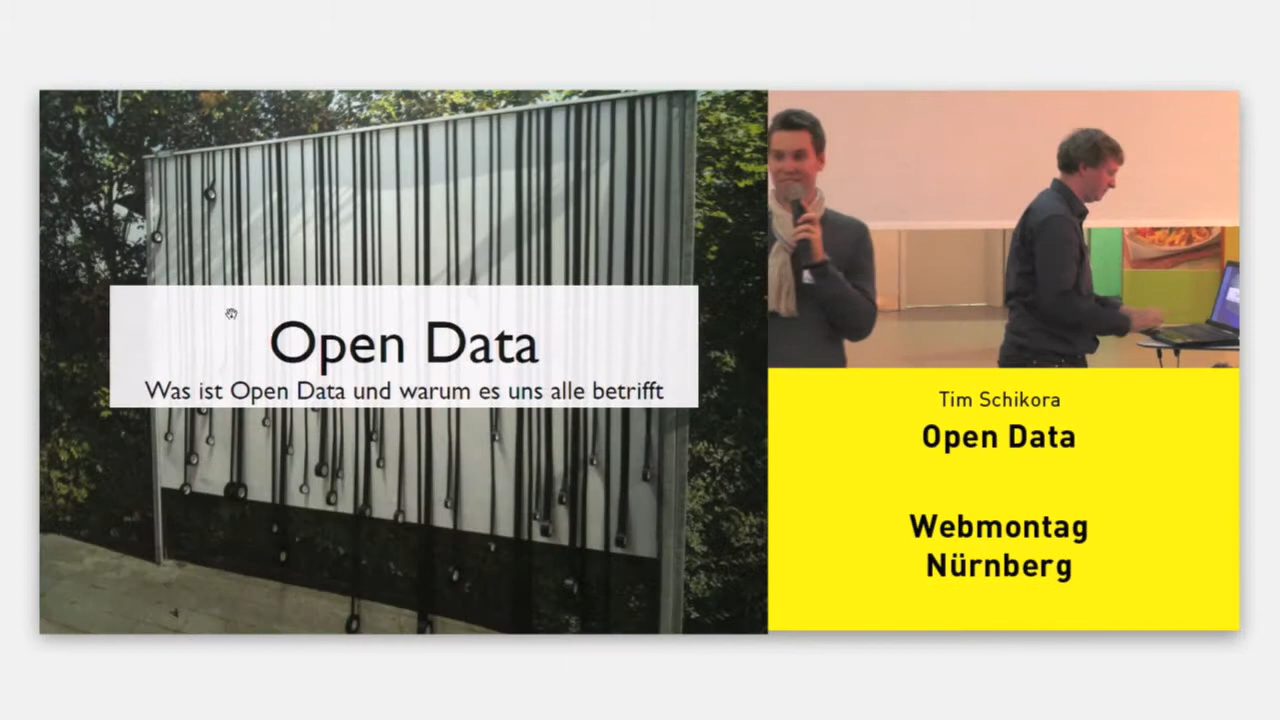 Open Data
Was ist Open Data und warum es uns alle betrifft
Tim Schikora
Open Data
Webmontag
Nürnberg